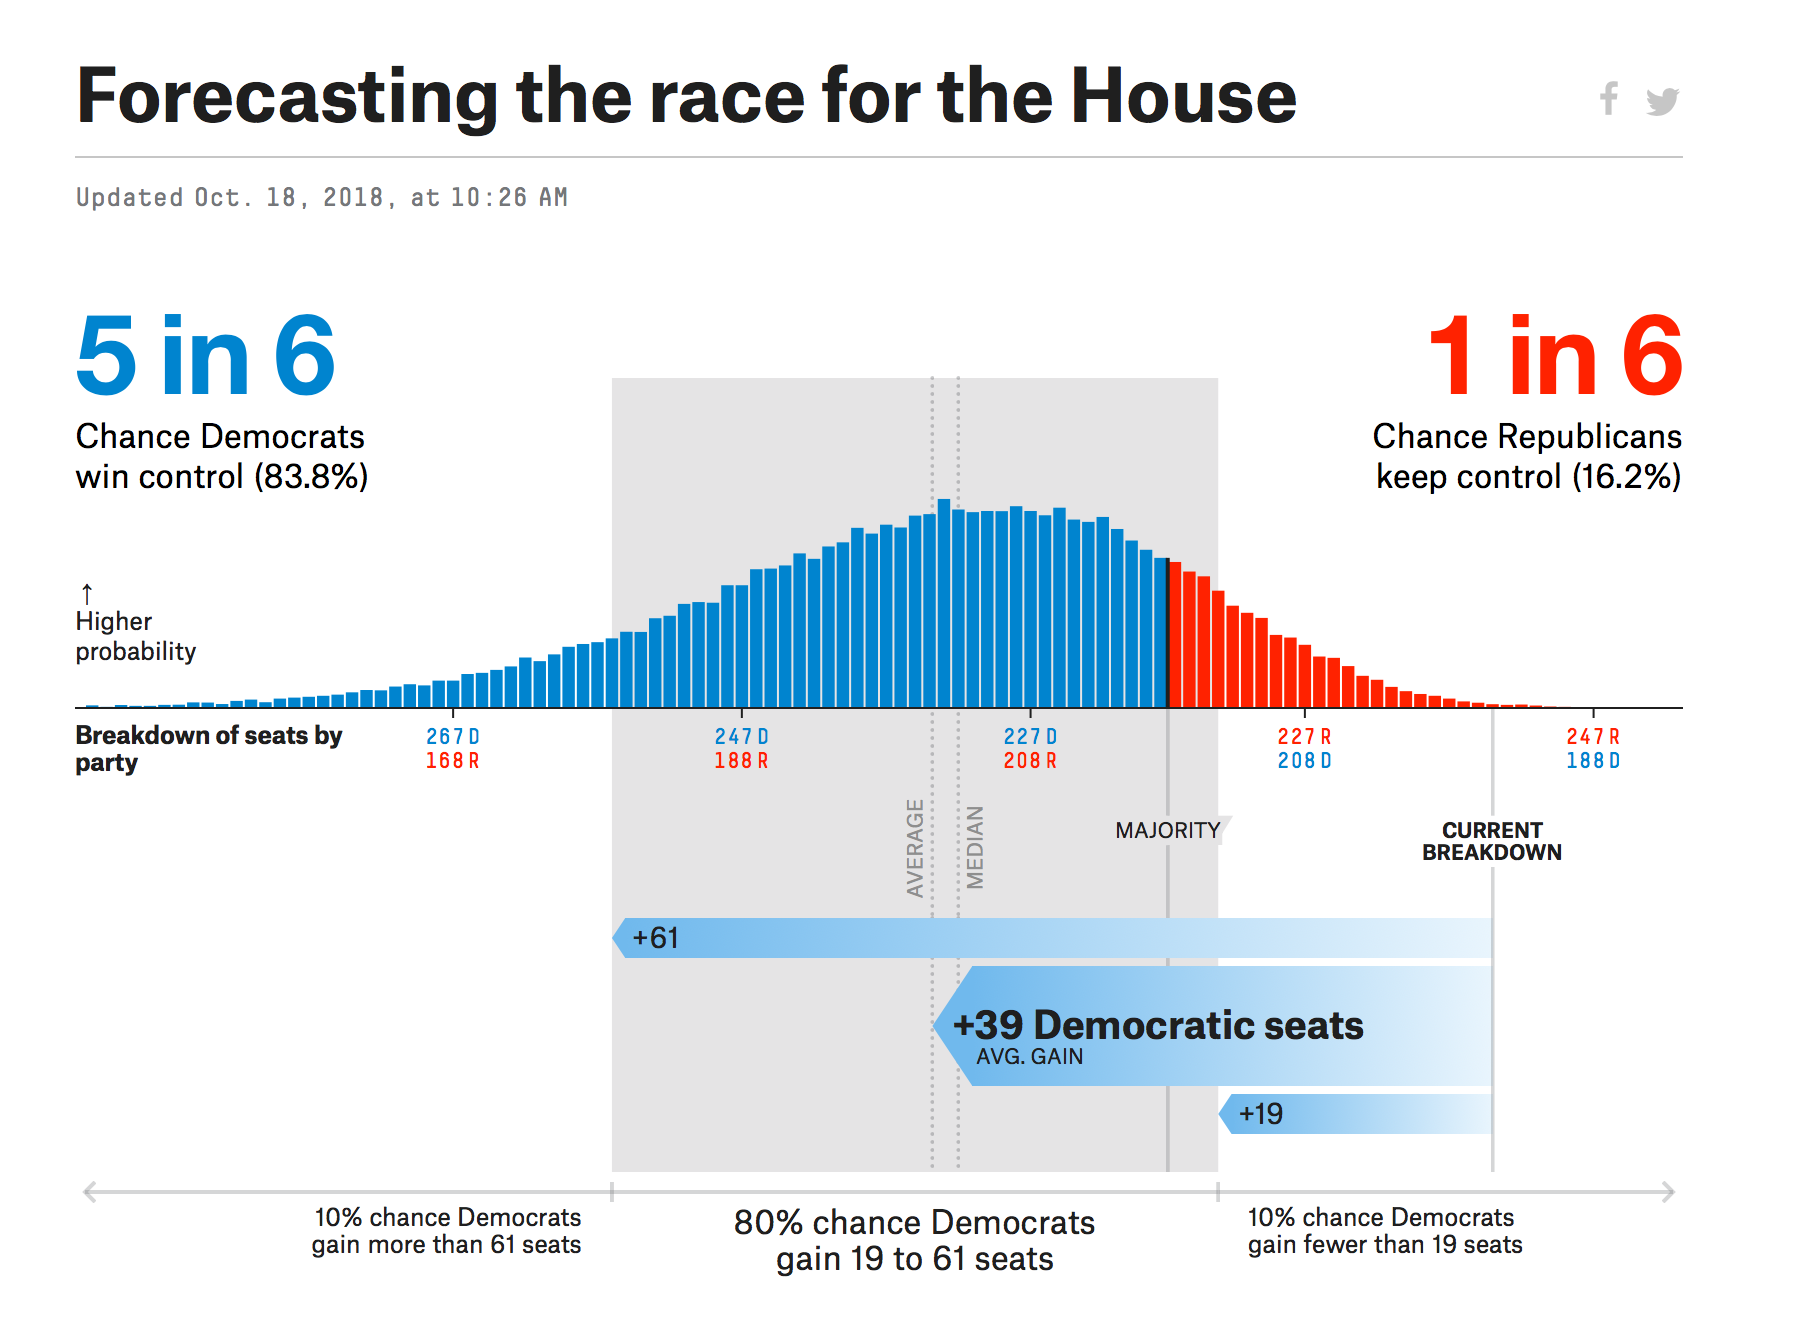 Forecasting the race for the House
Updated Oct. 18, 2018, at 10:26 AM
5 in 6
Chance Democrats
win control (83.8%)
1 in 6
Chance Republicans
keep control (16.2%)
↑
Higher
probability
Breakdown of seats by
party
267 D
168 R
247 D
188 R
227 D
208 R
227 R
208 D
247 R
188 D
AVERAGE
MEDIAN
MAJORITY
CURRENT
BREAKDOWN
+61
+39 Democratic seats
AVG. GAIN
+19
10% chance Democrats
gain more than 61 seats
80% chance Democrats
gain 19 to 61 seats
10% chance Democrats
gain fewer than 19 seats